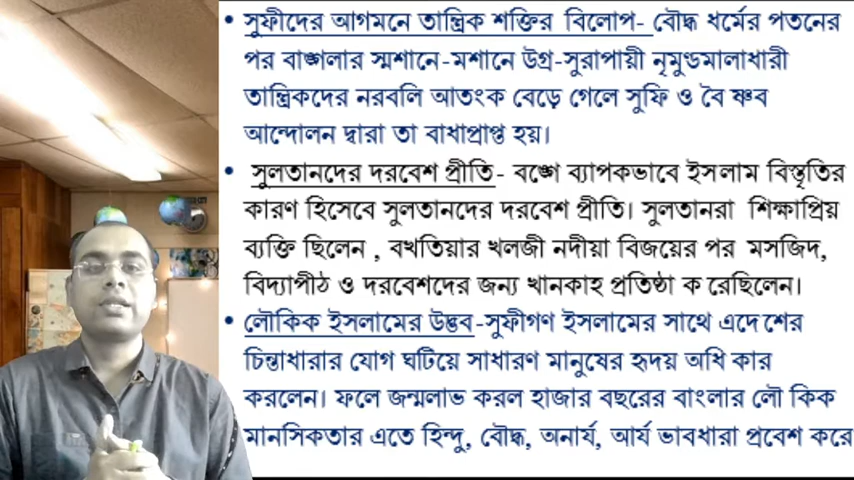 • সুফীদের আগমনে তান্ত্রিক শক্তির বিলোপ- বৌদ্ধ ধর্মের পতনের
পর বাঙ্গলার স্মশানে-মশানে উগ্র-সুরাপায়ী নৃমুন্ডমালাধারী
তান্ত্রিকদের নরবলি আতংক বেড়ে গেলে সুফি ও বৈ ষ্ণব
আন্দোলন দ্বারা তা বাধাপ্রাপ্ত হয়।
• সুলতানদের দরবেশ প্রীতি- বঙ্গে ব্যাপকভাবে ইসলাম বিস্তৃতির
কারণ হিসেবে সুলতানদের দরবেশ প্রীতি। সুলতানরা শিক্ষাপ্রিয়
ব্যক্তি ছিলেন , বখতিয়ার খলজী নদীয়া বিজয়ের পর মসজিদ,
বিদ্যাপীঠ ও দরবেশদের জন্য খানকাহ প্রতিষ্ঠা ক রেছিলেন।
• লৌকিক ইসলামের উদ্ভব-সুফীগণ ইসলামের সাথে এদে শের
চিন্তাধারার যোগ ঘটিয়ে সাধারণ মানুষের হৃদয় অধি কার
করলেন। ফলে জন্মলাভ করল হাজার বছরের বাংলার লৌ কিক
মানসিকতার এতে হিন্দু, বৌদ্ধ, অনার্য, আর্য ভাবধারা প্রবেশ করে